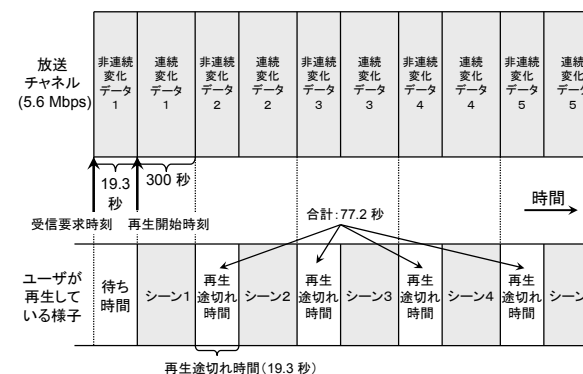 放送
チャネル
(5.6 Mbps)
非連続
変化
データ
1
連続
変化
データ
1
非連続
変化
データ
2
連続
変化
データ
2
非連続
変化
データ
3
連続
変化
データ
3
非連続
変化
データ
4
連続
変化
データ
4
非連続
変化
データ
5
連続
変化
データ
5
19.3
秒
300 秒
時間
受信要求時刻
再生開始時刻
合計:77.2 秒
ユーザが
再生して
いる様子
待ち
時間
シーン1
再生
途切れ
時間
シーン2
再生
途切れ
時間
シーン3
再生
途切れ
時間
シーン4
再生
途切れ
時間
シーン
再生途切れ時間(19.3 秒)